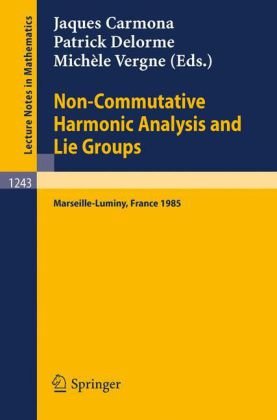 Jaques Carmona
Patrick Delorme
Michèle Vergne (Eds.)
Lecture Notes in Mathematics
Non-Commutative
Harmonic Analysis and
Lie Groups
1243
Marseille-Luminy, France 1985
Springer